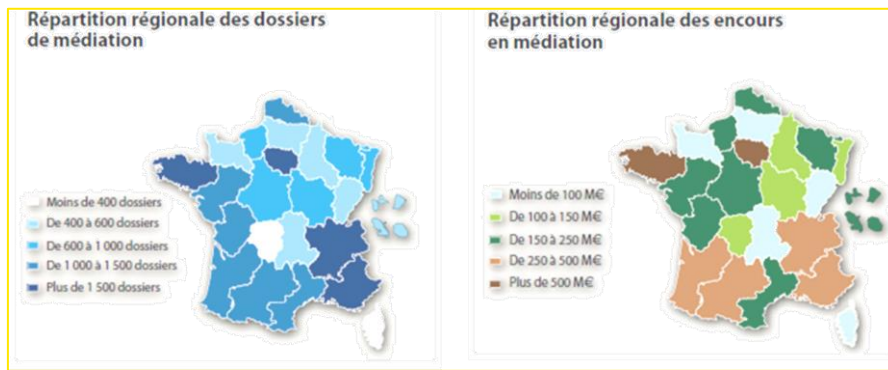 Répartition régionale des dossiers
de médiation
Moins de 400 dossiers
De 400 à 600 dossiers
De 600 à 1 000 dossiers
De 1 000 à 1 500 dossiers
Plus de 1 500 dossiers
Répartition régionale des encours
en médiation
Moins de 100 M€
De 100 à 150 M€
De 150 à 250 M€
De 250 à 500 M€
Plus de 500 M€